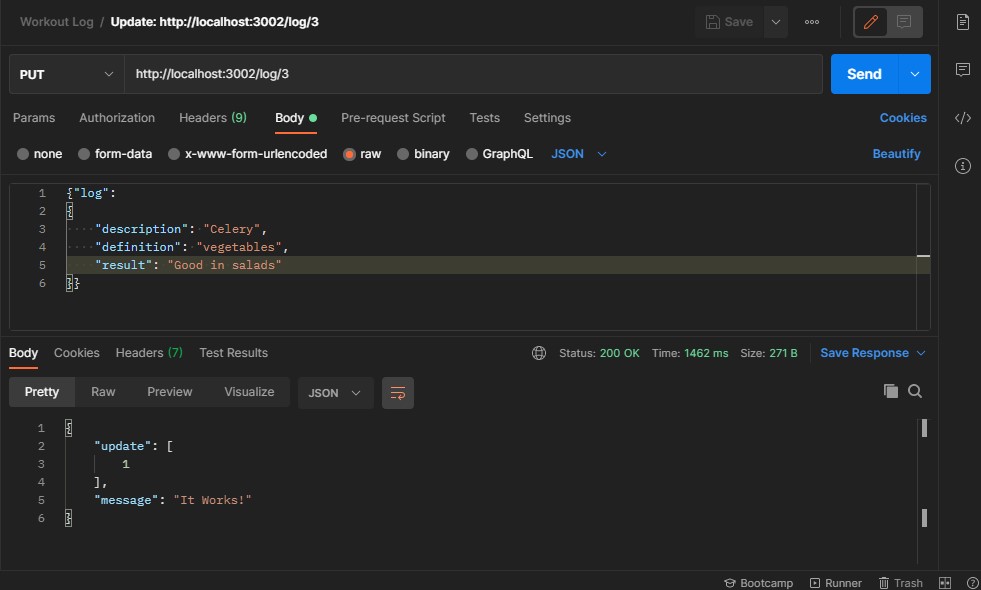 Workout Log / Update: http://localhost:3002/log/3
Save
PUT
http://localhost:3002/log/3
Send
Params Authorization Headers (9) Body Pre-request Script Tests Settings Cookies
none form-data x-www-form-urlencoded raw binary GraphQL JSON Beautify
1 {"log":
2 {
3 "description": "Celery",
4 "definition": "vegetables",
5 "result": "Good in salads"
6 }}
Body Cookies Headers (7) Test Results Status: 200 OK Time: 1462 ms Size: 271 B Save Response
Pretty Raw Preview Visualize JSON
1 {
2 "update": [
3 1
4 ],
5 "message": "It Works!"
6 }
Bootcamp Runner Trash